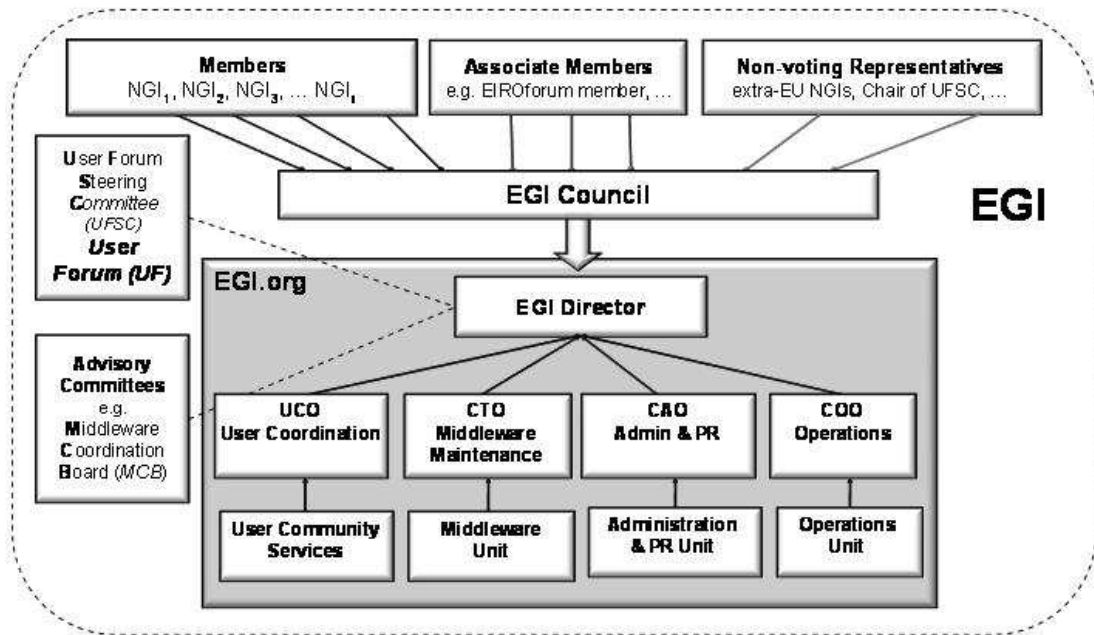 Members
NGI1, NGI2, NGI3, ... NGIi
Associate Members
e.g. EIROforum member, ...
Non-voting Representatives
extra-EU NGIs, Chair of UFSC, ...
User Forum
Steering
Committee
(UFSC)
User
Forum (UF)
EGI Council
EGI
EGI.org
EGI Director
Advisory
Committees
e.g.
Middleware
Coordination
Board (MCB)
UCO
User Coordination
CTO
Middleware
Maintenance
CAO
Admin & PR
COO
Operations
User Community
Services
Middleware
Unit
Administration
& PR Unit
Operations
Unit